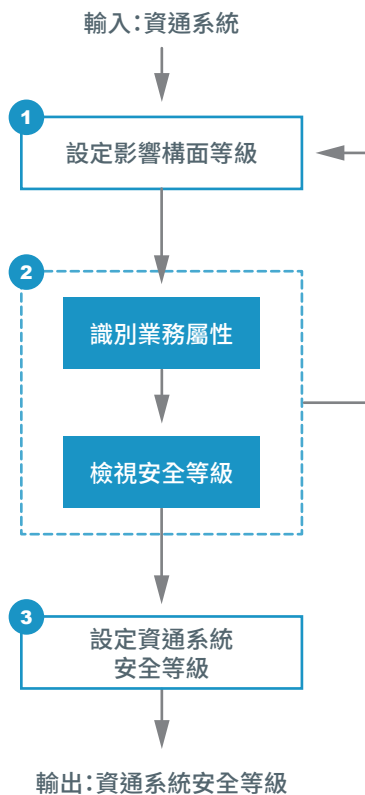 輸入：資通系統
1
設定影響構面等級
2
識別業務屬性
檢視安全等級
3
設定資通系統
安全等級
輸出：資通系統安全等級